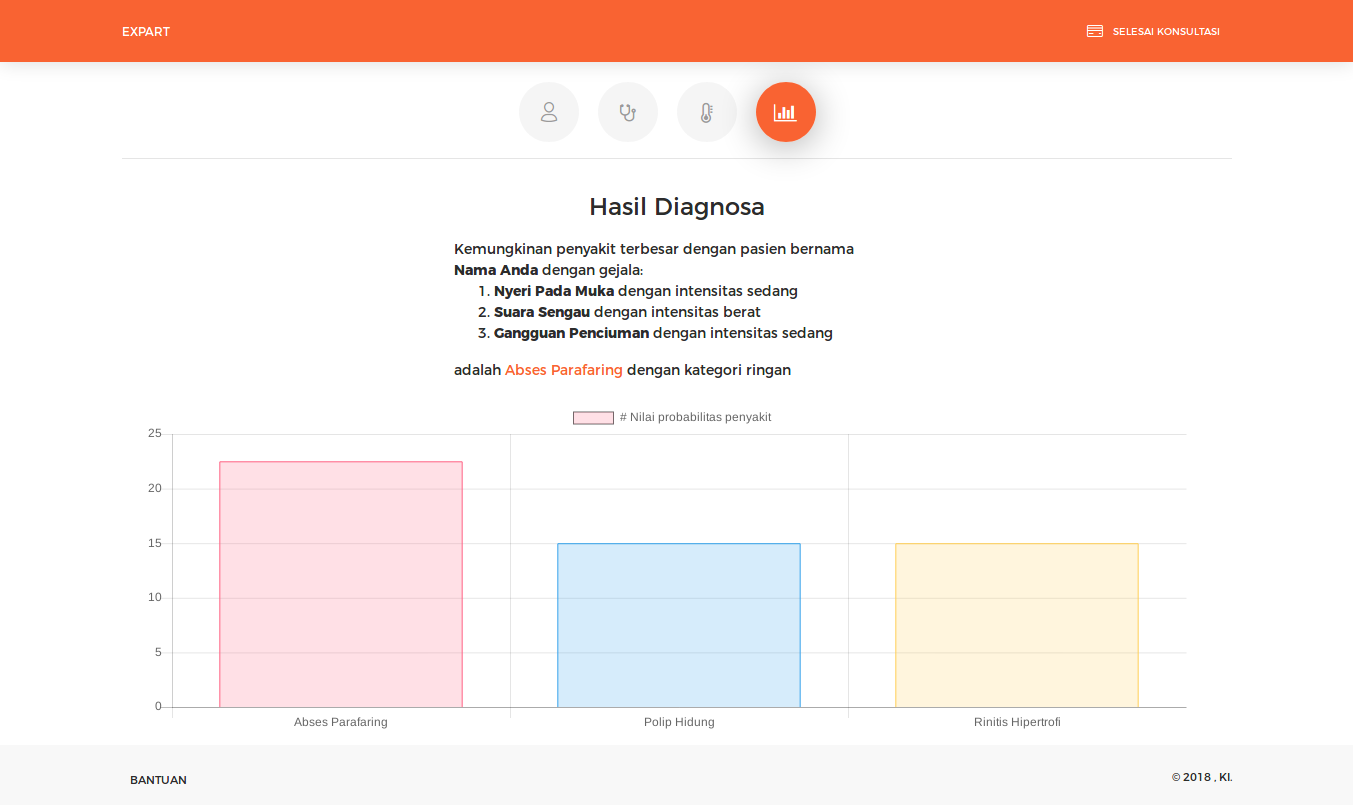 EXPART
SELESAI KONSULTASI
Hasil Diagnosa
Kemungkinan penyakit terbesar dengan pasien bernama
Nama Anda dengan gejala:
1. Nyeri Pada Muka dengan intensitas sedang
2. Suara Sengau dengan intensitas berat
3. Gangguan Penciuman dengan intensitas sedang
adalah Abses Parafaring dengan kategori ringan
# Nilai probabilitas penyakit
25
20
15
10
5
0
Abses Parafaring
Polip Hidung
Rinitis Hipertrofi
BANTUAN
© 2018 , KI.